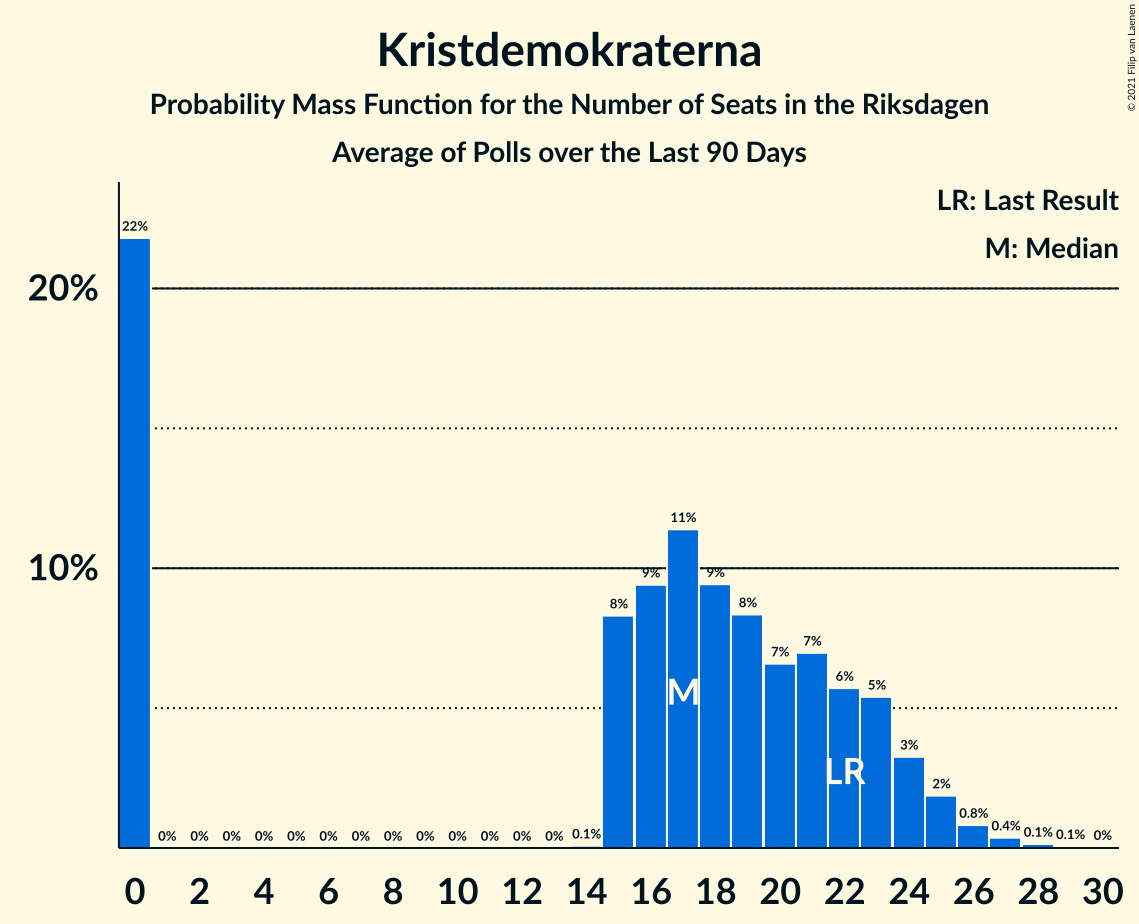 Kristdemokraterna
Probability Mass Function for the Number of Seats in the Riksdagen
Average of Polls over the Last 90 Days
© 2021 Filip van Laenen
LR: Last Result
M: Median
22%
20%
11%
10%
9% 9%
8% 8%
7% 7%
6% 5%
M
3%
LR
2%
0.8%
0% 0% 0% 0% 0% 0% 0% 0% 0% 0% 0% 0% 0% 0.1% 0.4% 0.1% 0.1% 0%
0 2 4 6 8 10 12 14 16 18 20 22 24 26 28 30